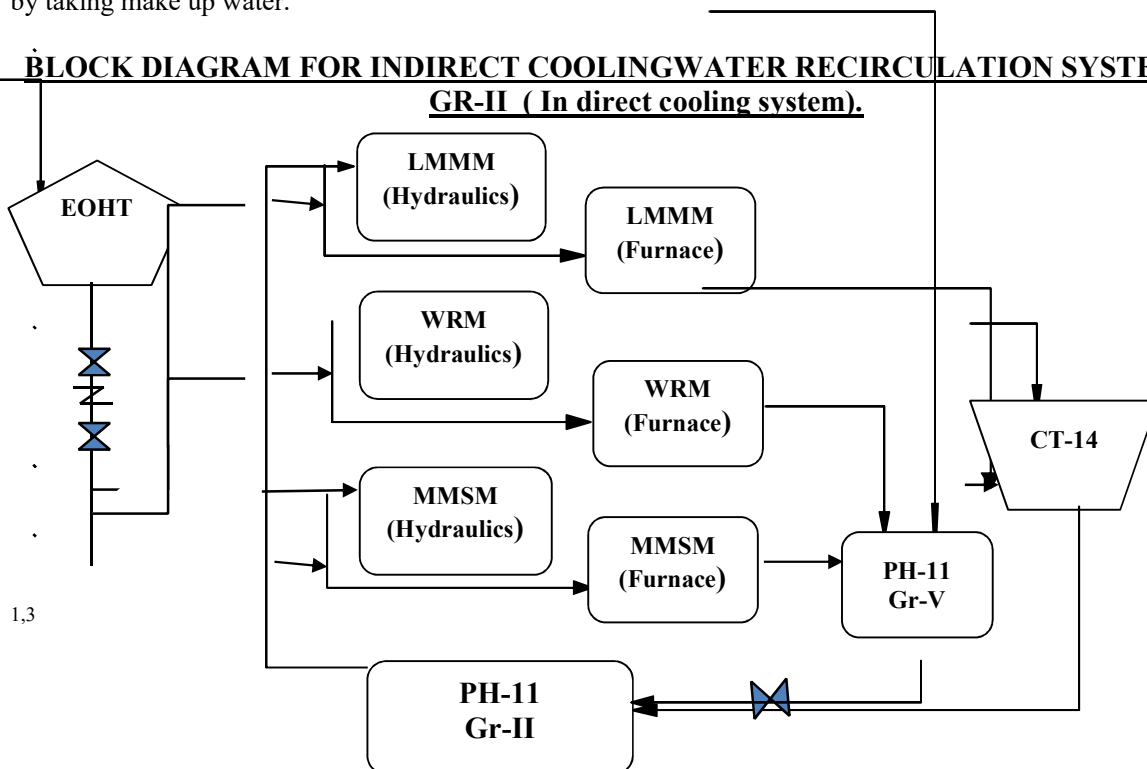 by taking make up water.
BLOCK DIAGRAM FOR INDIRECT COOLINGWATER RECIRCULATION SYSTE
GR-II ( In direct cooling system).
EOHT
LMMM
(Hydraulics)
LMMM
(Furnace)
WRM
(Hydraulics)
WRM
(Furnace)
CT-14
MMSM
(Hydraulics)
MMSM
(Furnace)
PH-11
Gr-V
1,3
PH-11
Gr-II